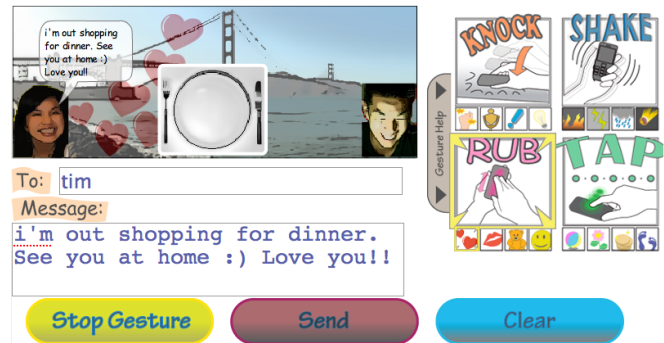 i'm out shopping
for dinner. See
you at home :)
Love you!!
To: tim
Message:
i'm out shopping for dinner.
See you at home :) Love you!!
Stop Gesture
Send
Clear
Gesture Help
KNOCK
SHAKE
RUB
TAP